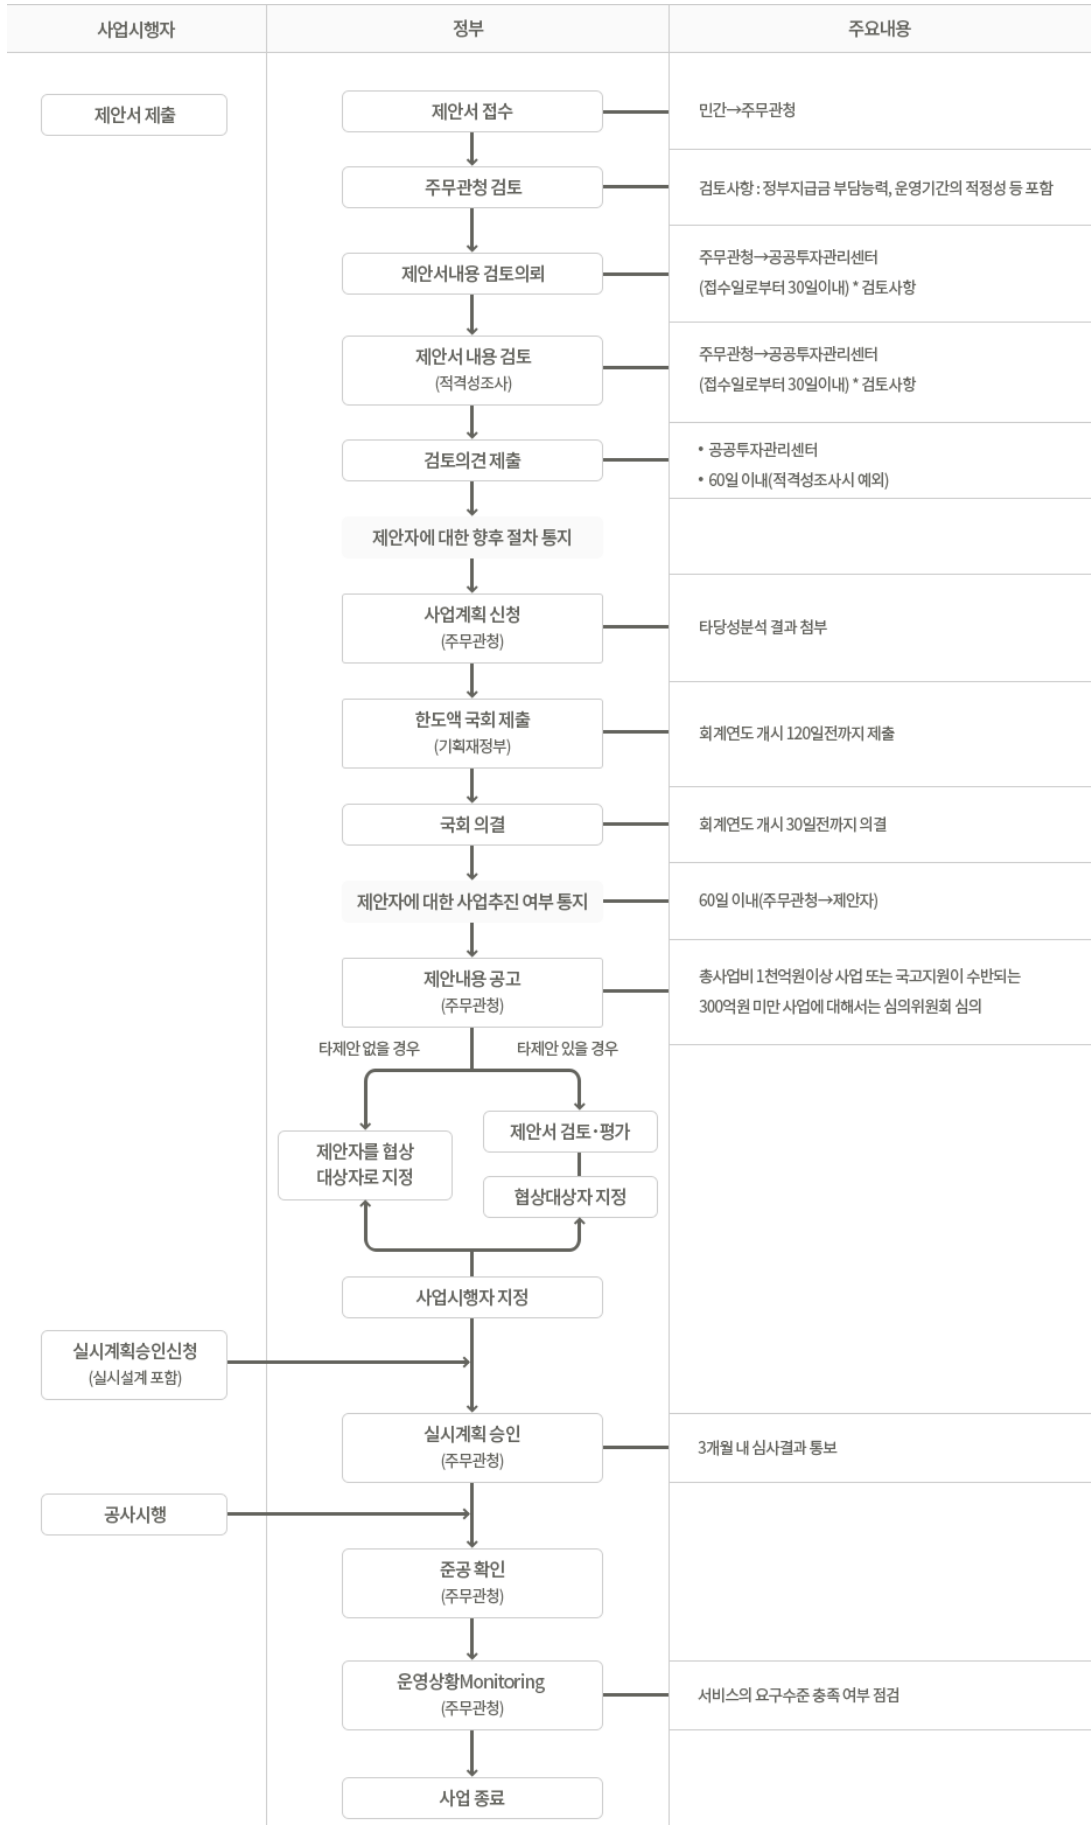 사업시행자
정부
주요내용
제안서 제출
제안서 접수
민간→주무관청
주무관청 검토
검토사항 : 정부지급금 부담능력, 운영기간의 적정성 등 포함
제안서내용 검토의뢰
주무관청→공공투자관리센터
(접수일로부터 30일이내) * 검토사항
제안서 내용 검토
(적격성조사)
주무관청→공공투자관리센터
(접수일로부터 30일이내) * 검토사항
검토의견 제출
• 공공투자관리센터
• 60일 이내(적격성조사시 예외)
제안자에 대한 향후 절차 통지
사업계획 신청
(주무관청)
타당성분석 결과 첨부
한도액 국회 제출
(기획재정부)
회계연도 개시 120일전까지 제출
국회 의결
회계연도 개시 30일전까지 의결
제안자에 대한 사업추진 여부 통지
60일 이내(주무관청→제안자)
제안내용 공고
(주무관청)
총사업비 1천억원이상 사업 또는 국고지원이 수반되는
300억원 미만 사업에 대해서는 심의위원회 심의
타제안 없을 경우
타제안 있을 경우
제안자를 협상
대상자로 지정
제안서 검토·평가
협상대상자 지정
사업시행자 지정
실시계획승인신청
(실시설계 포함)
실시계획 승인
(주무관청)
3개월 내 심사결과 통보
공사시행
준공 확인
(주무관청)
운영상황Monitoring
(주무관청)
서비스의 요구수준 충족 여부 점검
사업 종료